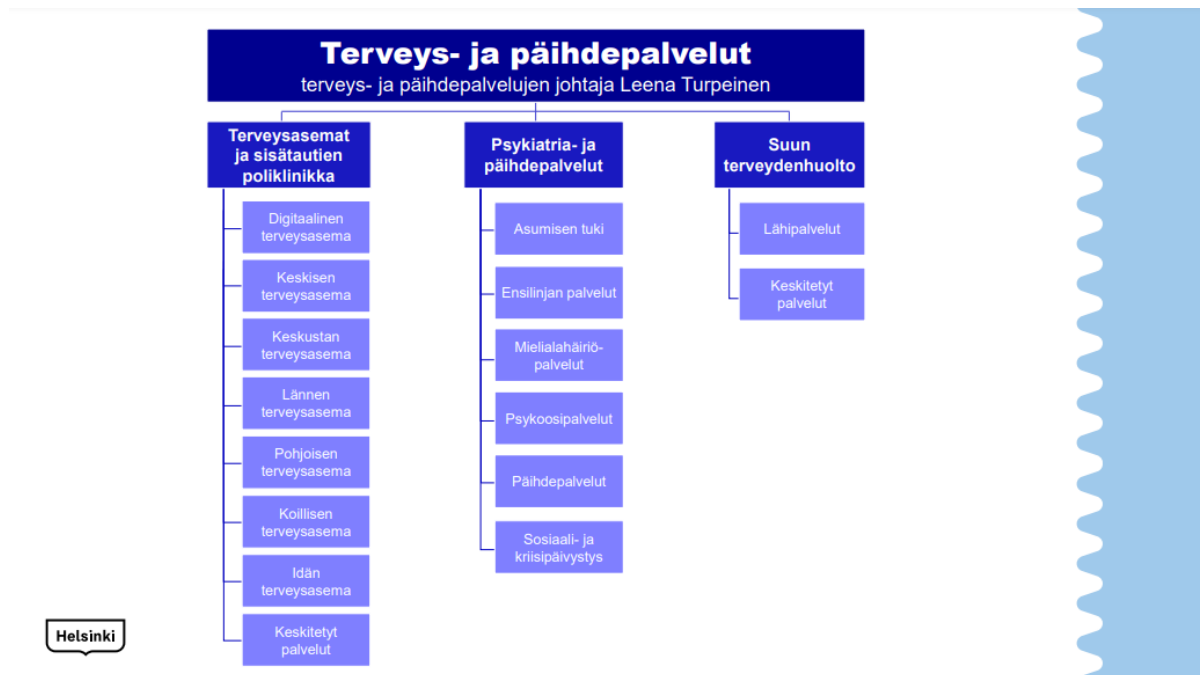 Terveys- ja päihdepalvelut
terveys- ja päihdepalvelujen johtaja Leena Turpeinen
Terveysasemat
ja sisätautien
poliklinikka
Digitaalinen
terveysasema
Keskisen
terveysasema
Keskustan
terveysasema
Lännen
terveysasema
Pohjoisen
terveysasema
Koillisen
terveysasema
Idän
terveysasema
Keskitetyt
palvelut
Psykiatria- ja
päihdepalvelut
Asumisen tuki
Ensilinjan palvelut
Mielialahäiriö-
palvelut
Psykoosipalvelut
Päihdepalvelut
Sosiaali- ja
kriisipäivystys
Suun
terveydenhuolto
Lähipalvelut
Keskitetyt
palvelut
Helsinki